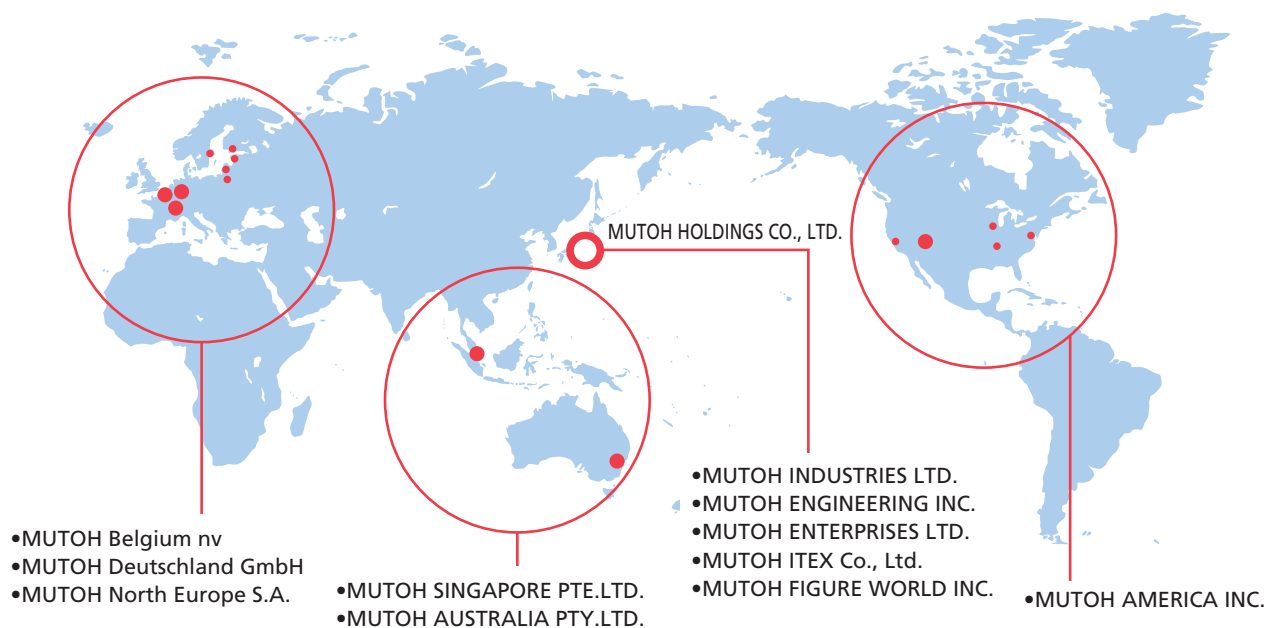 MUTOH HOLDINGS CO., LTD.
•MUTOH Belgium nv
•MUTOH Deutschland GmbH
•MUTOH North Europe S.A.
•MUTOH SINGAPORE PTE.LTD.
•MUTOH AUSTRALIA PTY.LTD.
•MUTOH INDUSTRIES LTD.
•MUTOH ENGINEERING INC.
•MUTOH ENTERPRISES LTD.
•MUTOH ITEX Co., Ltd.
•MUTOH FIGURE WORLD INC.
•MUTOH AMERICA INC.